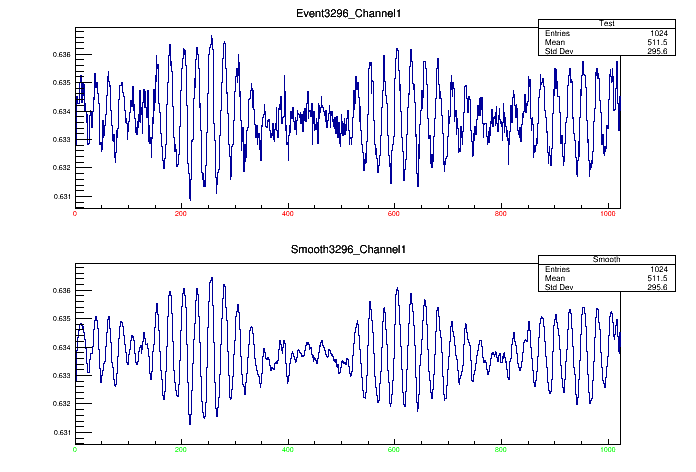 Event3296_Channel1
Test
Entries 1024
Mean 511.5
Std Dev 295.6
0.636
0.635
0.634
0.633
0.632
0.631
0 200 400 600 800 1000
Smooth3296_Channel1
Smooth
Entries 1024
Mean 511.5
Std Dev 295.6
0.636
0.635
0.634
0.633
0.632
0.631
0 200 400 600 800 1000